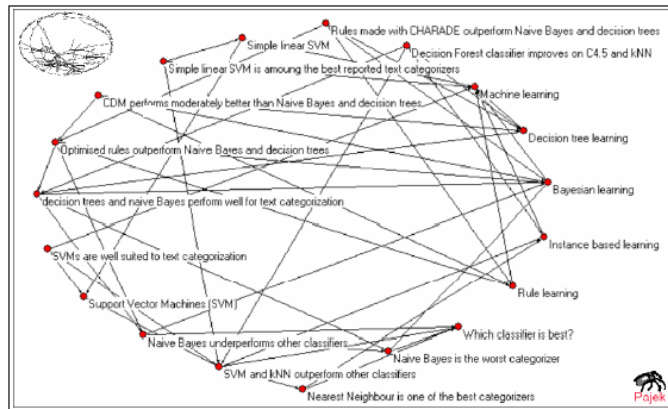 Rules made with CHARADE outperform Naive Bayes and decision trees
Simple linear SVM
Decision Forest classifier improves on C4.5 and kNN
Simple linear SVM is amoung the best reported text categorizers
Machine learning
CDM performs moderately better than Naive Bayes and decision trees
Decision tree learning
Optimised rules outperform Naive Bayes and decision trees
Bayesian learning
decision trees and naive Bayes perform well for text categorization
Instance based learning
SVMs are well suited to text categorization
Rule learning
Support Vector Machines (SVM)
Which classifier is best?
Naive Bayes underperforms other classifiers
Naive Bayes is the worst categorizer
SVM and kNN outperform other classifiers
Nearest Neighbour is one of the best categorizers
Pajek